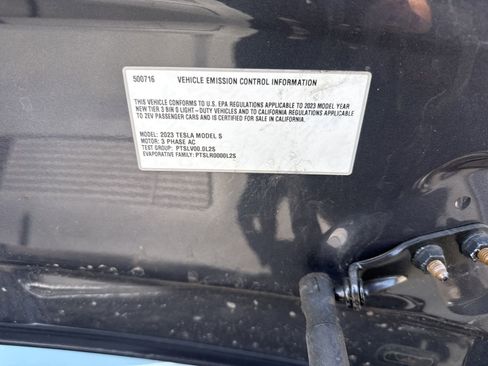 500716 VEHICLE EMISSION CONTROL INFORMATION
THIS VEHICLE CONFORMS TO U.S. EPA REGULATIONS APPLICABLE TO 2023 MODEL YEAR
NEW TIER 3 BIN 0 LIGHT - DUTY VEHICLES AND TO CALIFORNIA REGULATIONS APPLICABLE
TO ZEV PASSENGER CARS AND IS CERTIFIED FOR SALE IN CALIFORNIA.
MODEL: 2023 TESLA MODEL S
MOTOR: 3 PHASE AC
TEST GROUP: PTSLV00.0L2S
EVAPORATIVE FAMILY: PTSLR0000L2S